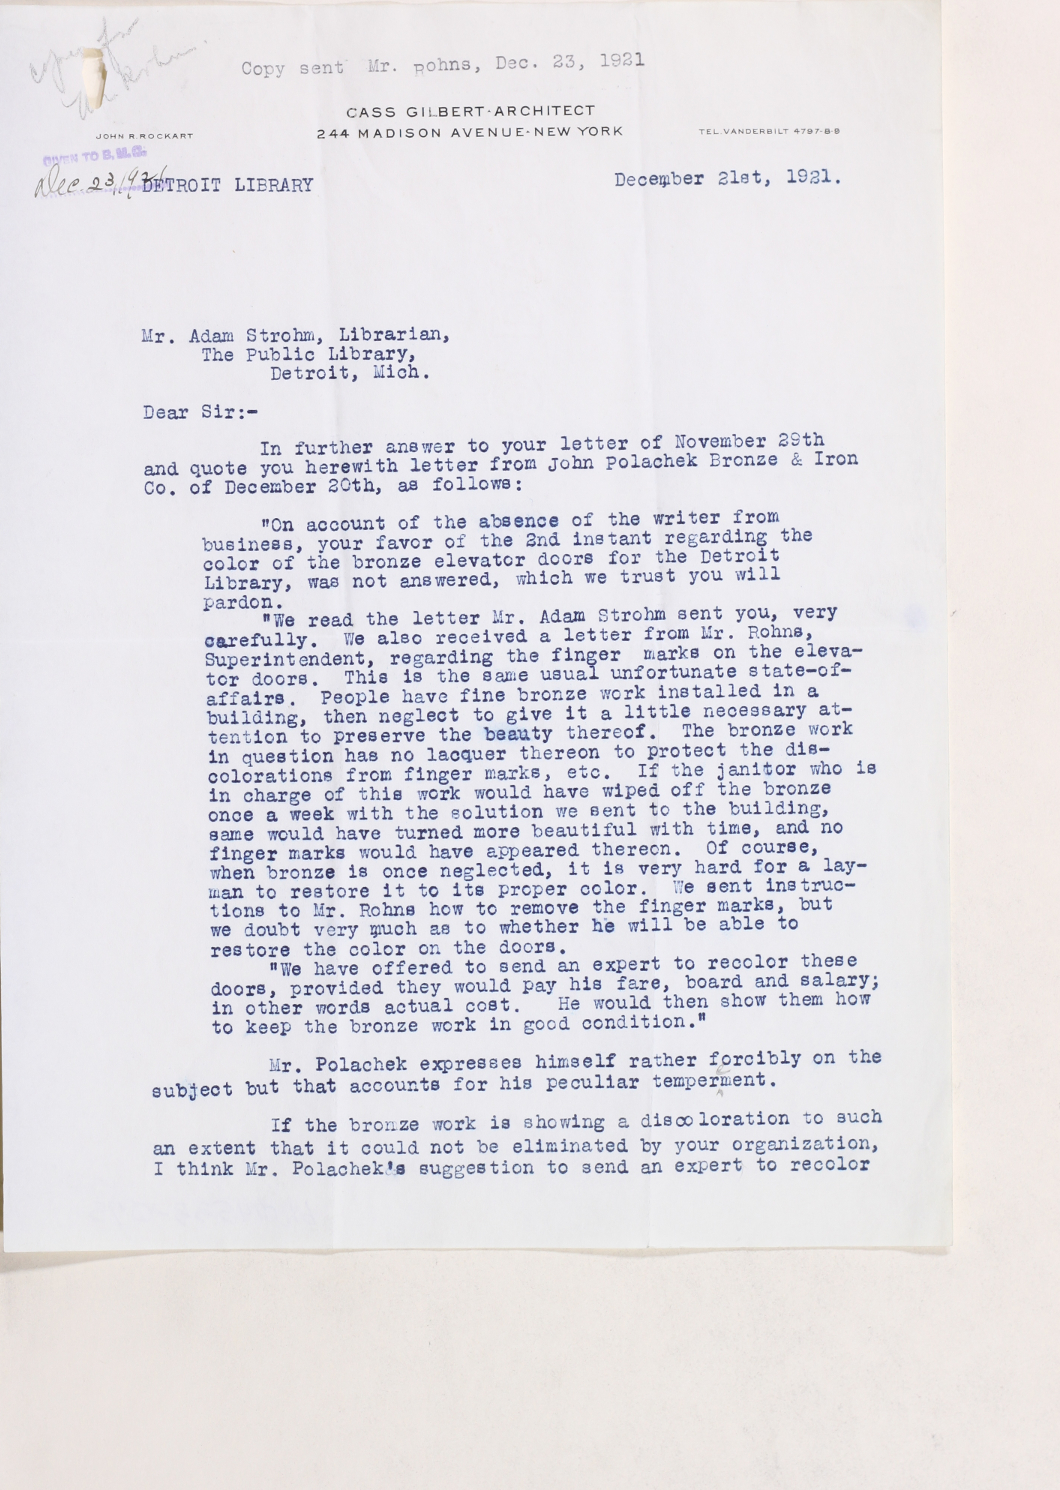 copy for
Mr. Rohns.
Copy sent Mr. Rohns, Dec. 23, 1921
CASS GILBERT-ARCHITECT
244 MADISON AVENUE-NEW YORK
JOHN R. ROCKART
TEL. VANDERBILT 4797-8-9
GIVEN TO B.M.G.
Dec 23, 1921
DETROIT LIBRARY
December 21st, 1921.
Mr. Adam Strohm, Librarian,
The Public Library,
Detroit, Mich.
Dear Sir:-
In further answer to your letter of November 29th
and quote you herewith letter from John Polachek Bronze & Iron
Co. of December 20th, as follows:
"On account of the absence of the writer from
business, your favor of the 2nd instant regarding the
color of the bronze elevator doors for the Detroit
Library, was not answered, which we trust you will
pardon.
"We read the letter Mr. Adam Strohm sent you, very
carefully. We also received a letter from Mr. Rohns,
Superintendent, regarding the finger marks on the eleva-
tor doors. This is the same usual unfortunate state-of-
affairs. People have fine bronze work installed in a
building, then neglect to give it a little necessary at-
tention to preserve the beauty thereof. The bronze work
in question has no lacquer thereon to protect the dis-
colorations from finger marks, etc. If the janitor who is
in charge of this work would have wiped off the bronze
once a week with the solution we sent to the building,
same would have turned more beautiful with time, and no
finger marks would have appeared thereon. Of course,
when bronze is once neglected, it is very hard for a lay-
man to restore it to its proper color. We sent instruc-
tions to Mr. Rohns how to remove the finger marks, but
we doubt very much as to whether he will be able to
restore the color on the doors.
"We have offered to send an expert to recolor these
doors, provided they would pay his fare, board and salary;
in other words actual cost. He would then show them how
to keep the bronze work in good condition."
Mr. Polachek expresses himself rather forcibly on the
subject but that accounts for his peculiar temperment.
If the bronze work is showing a discoloration to such
an extent that it could not be eliminated by your organization,
I think Mr. Polachek's suggestion to send an expert to recolor